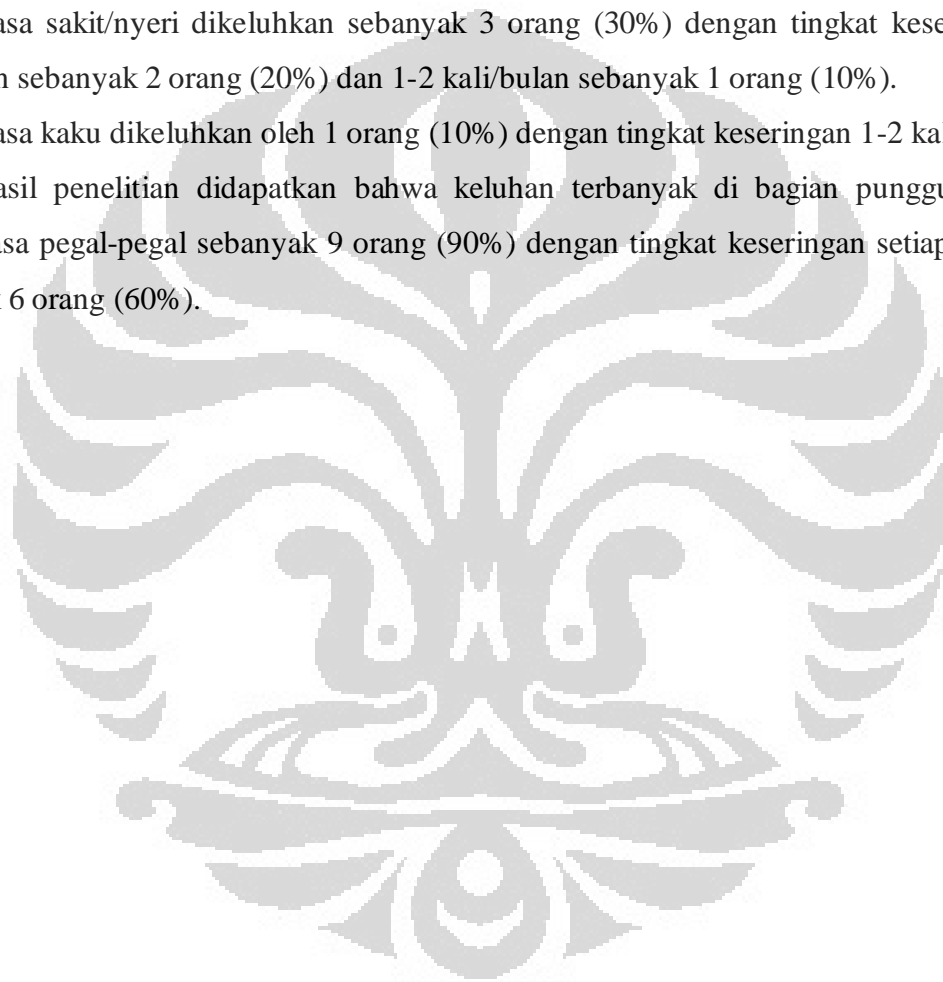 asa sakit/nyeri dikeluhkan sebanyak 3 orang (30%) dengan tingkat kese
n sebanyak 2 orang (20%) dan 1-2 kali/bulan sebanyak 1 orang (10%).
asa kaku dikeluhkan oleh 1 orang (10%) dengan tingkat keseringan 1-2 kal
asil penelitian didapatkan bahwa keluhan terbanyak di bagian punggu
asa pegal-pegal sebanyak 9 orang (90%) dengan tingkat keseringan setiap
6 orang (60%).